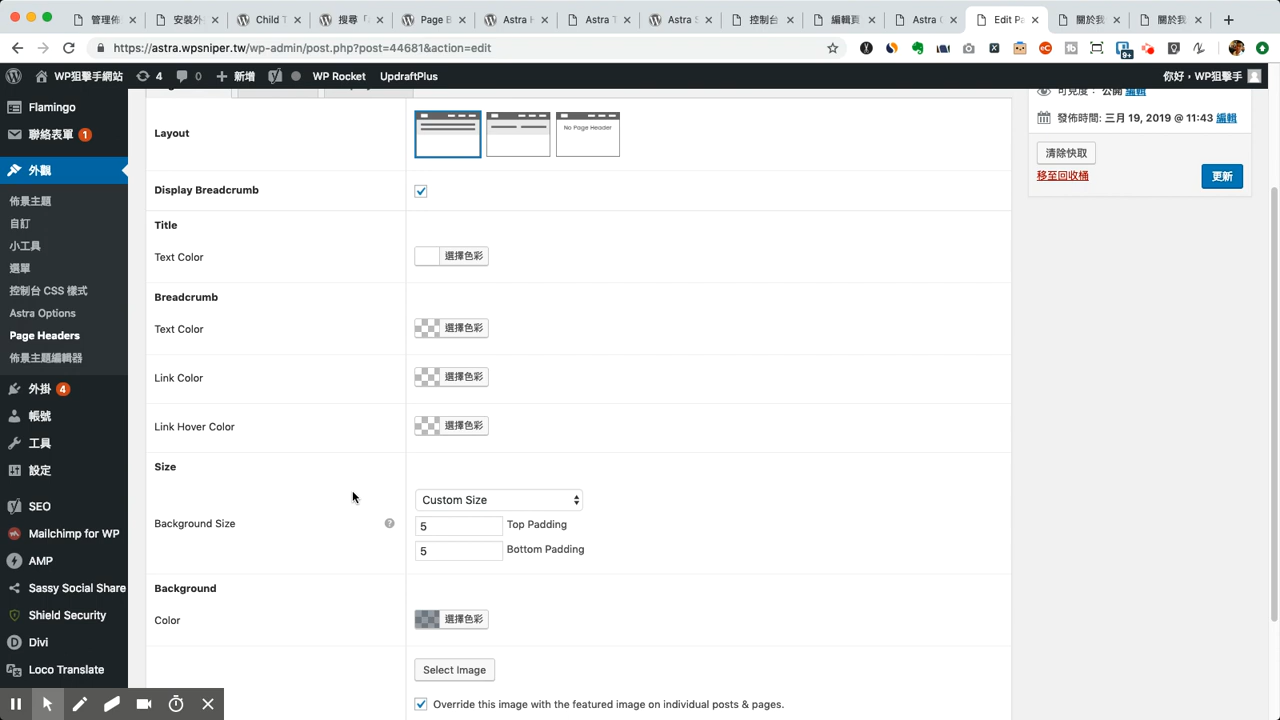 管理佈
安裝外
Child T
搜尋「
Page B
Astra H
Astra T
Astra S
控制台
編輯頁
Astra C
Edit Pa
關於我
關於我
https://astra.wpsniper.tw/wp-admin/post.php?post=44681&action=edit
9+
WP狙擊手網站
4
0
新增
WP Rocket
UpdraftPlus
你好，WP狙擊手
Flamingo
聯絡表單 1
外觀
佈景主題
自訂
小工具
選單
控制台 CSS 樣式
Astra Options
Page Headers
佈景主題編輯器
外掛 4
帳號
工具
設定
SEO
Mailchimp for WP
AMP
Sassy Social Share
Shield Security
Divi
Loco Translate
Layout
No Page Header
Display Breadcrumb
Title
Text Color
選擇色彩
Breadcrumb
Text Color
選擇色彩
Link Color
選擇色彩
Link Hover Color
選擇色彩
Size
Custom Size
Background Size
?
5 Top Padding
5 Bottom Padding
Background
Color
選擇色彩
Select Image
Override this image with the featured image on individual posts & pages.
可見度： 公開 編輯
發佈時間: 三月 19, 2019 @ 11:43 編輯
清除快取
移至回收桶
更新